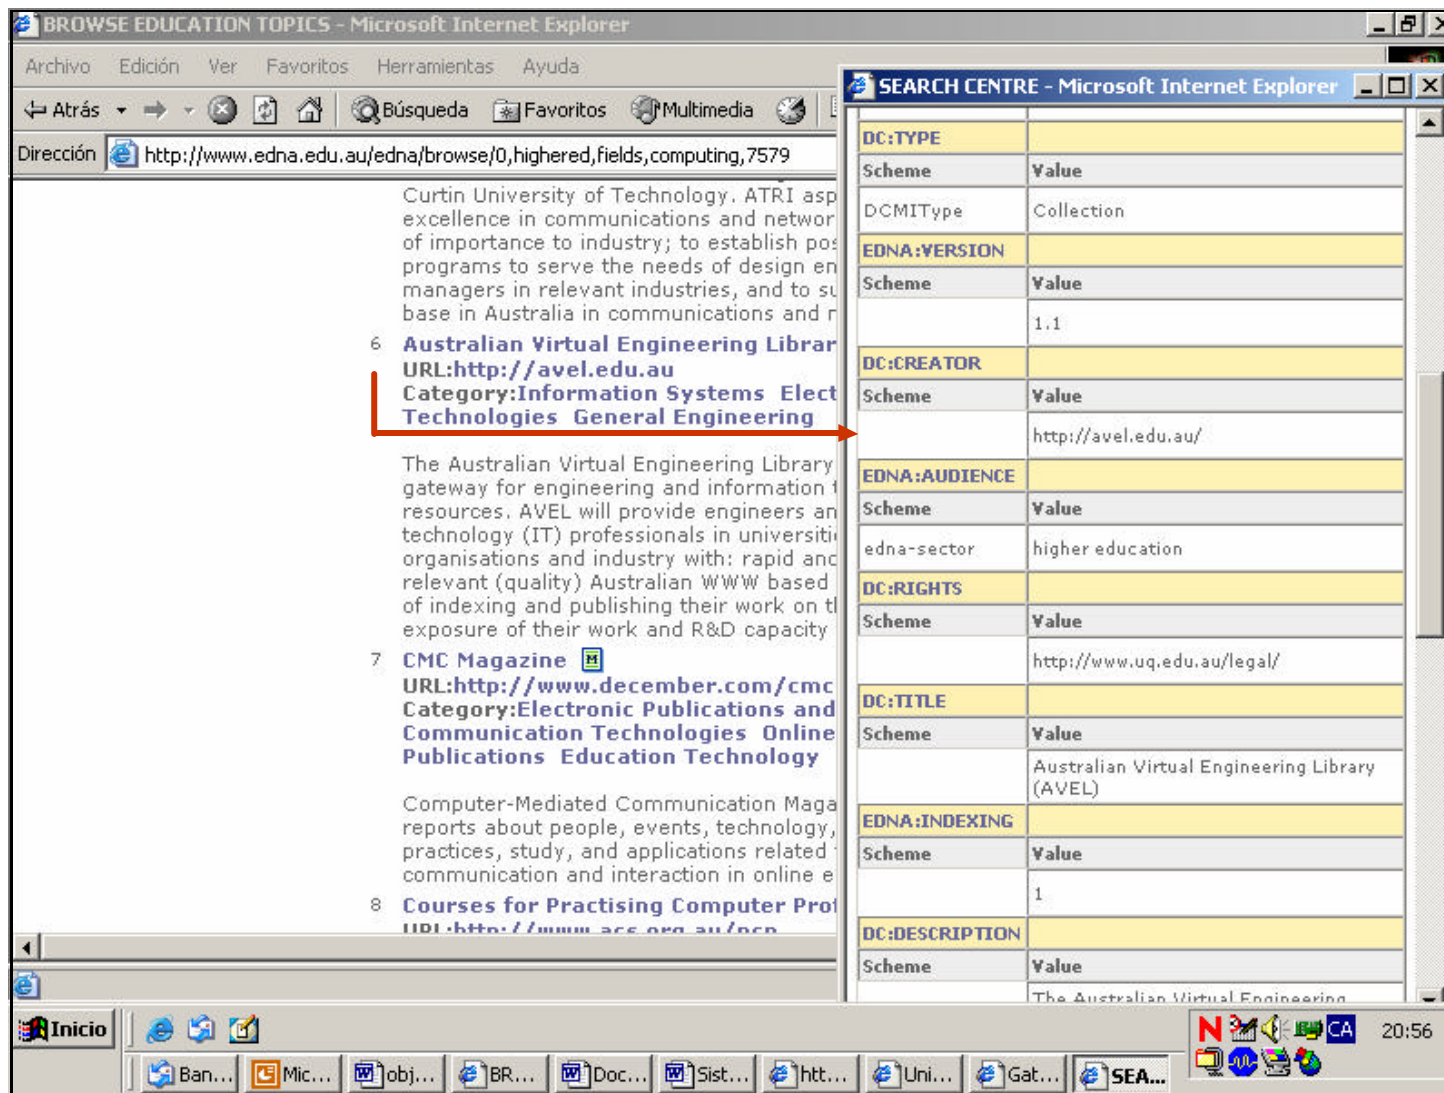 BROWSE EDUCATION TOPICS - Microsoft Internet Explorer
Archivo Edición Ver Favoritos Herramientas Ayuda
Atrás Búsqueda Favoritos Multimedia
Dirección http://www.edna.edu.au/edna/browse/0,highered,fields,computing,7579
Curtin University of Technology. ATRI asp
excellence in communications and networ
of importance to industry; to establish pos
programs to serve the needs of design en
managers in relevant industries, and to su
base in Australia in communications and r
6 Australian Virtual Engineering Librar
URL:http://avel.edu.au
Category:Information Systems Elect
Technologies General Engineering
The Australian Virtual Engineering Library
gateway for engineering and information t
resources. AVEL will provide engineers an
technology (IT) professionals in universiti
organisations and industry with: rapid and
relevant (quality) Australian WWW based
of indexing and publishing their work on t
exposure of their work and R&D capacity
7 CMC Magazine M
URL:http://www.december.com/cmc
Category:Electronic Publications and
Communication Technologies Online
Publications Education Technology
Computer-Mediated Communication Maga
reports about people, events, technology,
practices, study, and applications related
communication and interaction in online e
8 Courses for Practising Computer Prof
URL:http://www.acs.org.au/pcp
SEARCH CENTRE - Microsoft Internet Explorer
DC:TYPE
Scheme Value
DCMIType Collection
EDNA:VERSION
Scheme Value
1.1
DC:CREATOR
Scheme Value
http://avel.edu.au/
EDNA:AUDIENCE
Scheme Value
edna-sector higher education
DC:RIGHTS
Scheme Value
http://www.uq.edu.au/legal/
DC:TITLE
Scheme Value
Australian Virtual Engineering Library
(AVEL)
EDNA:INDEXING
Scheme Value
1
DC:DESCRIPTION
Scheme Value
The Australian Virtual Engineering
Inicio
N CA 20:56
Ban... Mic... obj... BR... Doc... Sist... htt... Uni... Gat... SEA...